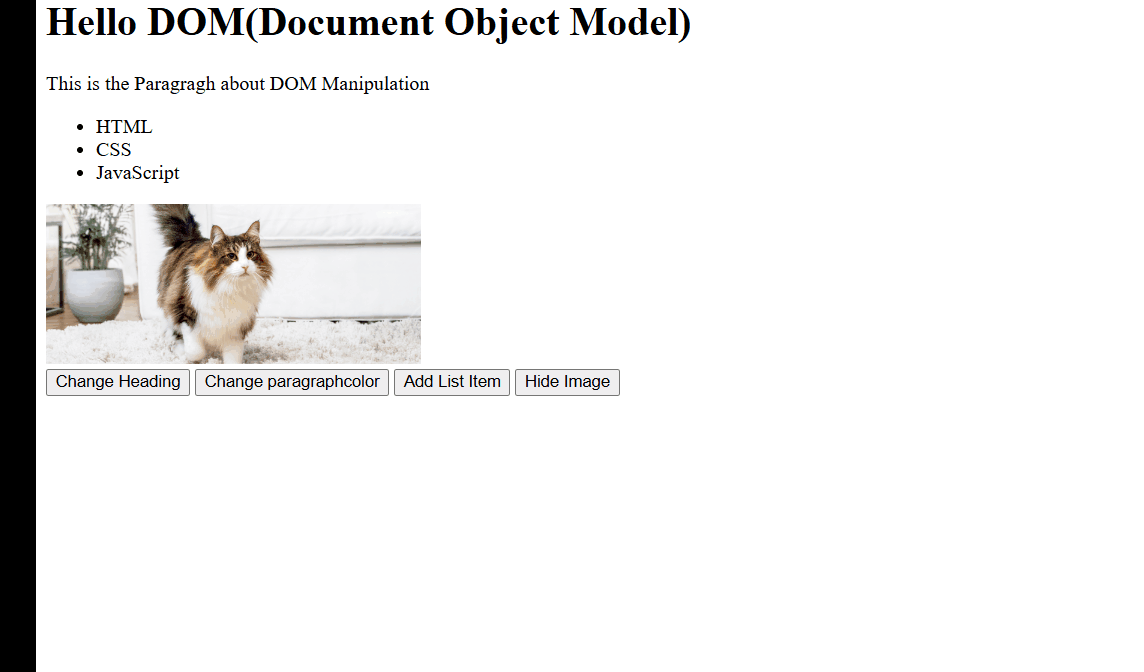 Hello DOM(Document Object Model)
This is the Paragragh about DOM Manipulation
HTML
CSS
JavaScript
Change Heading Change paragraphcolor Add List Item Hide Image